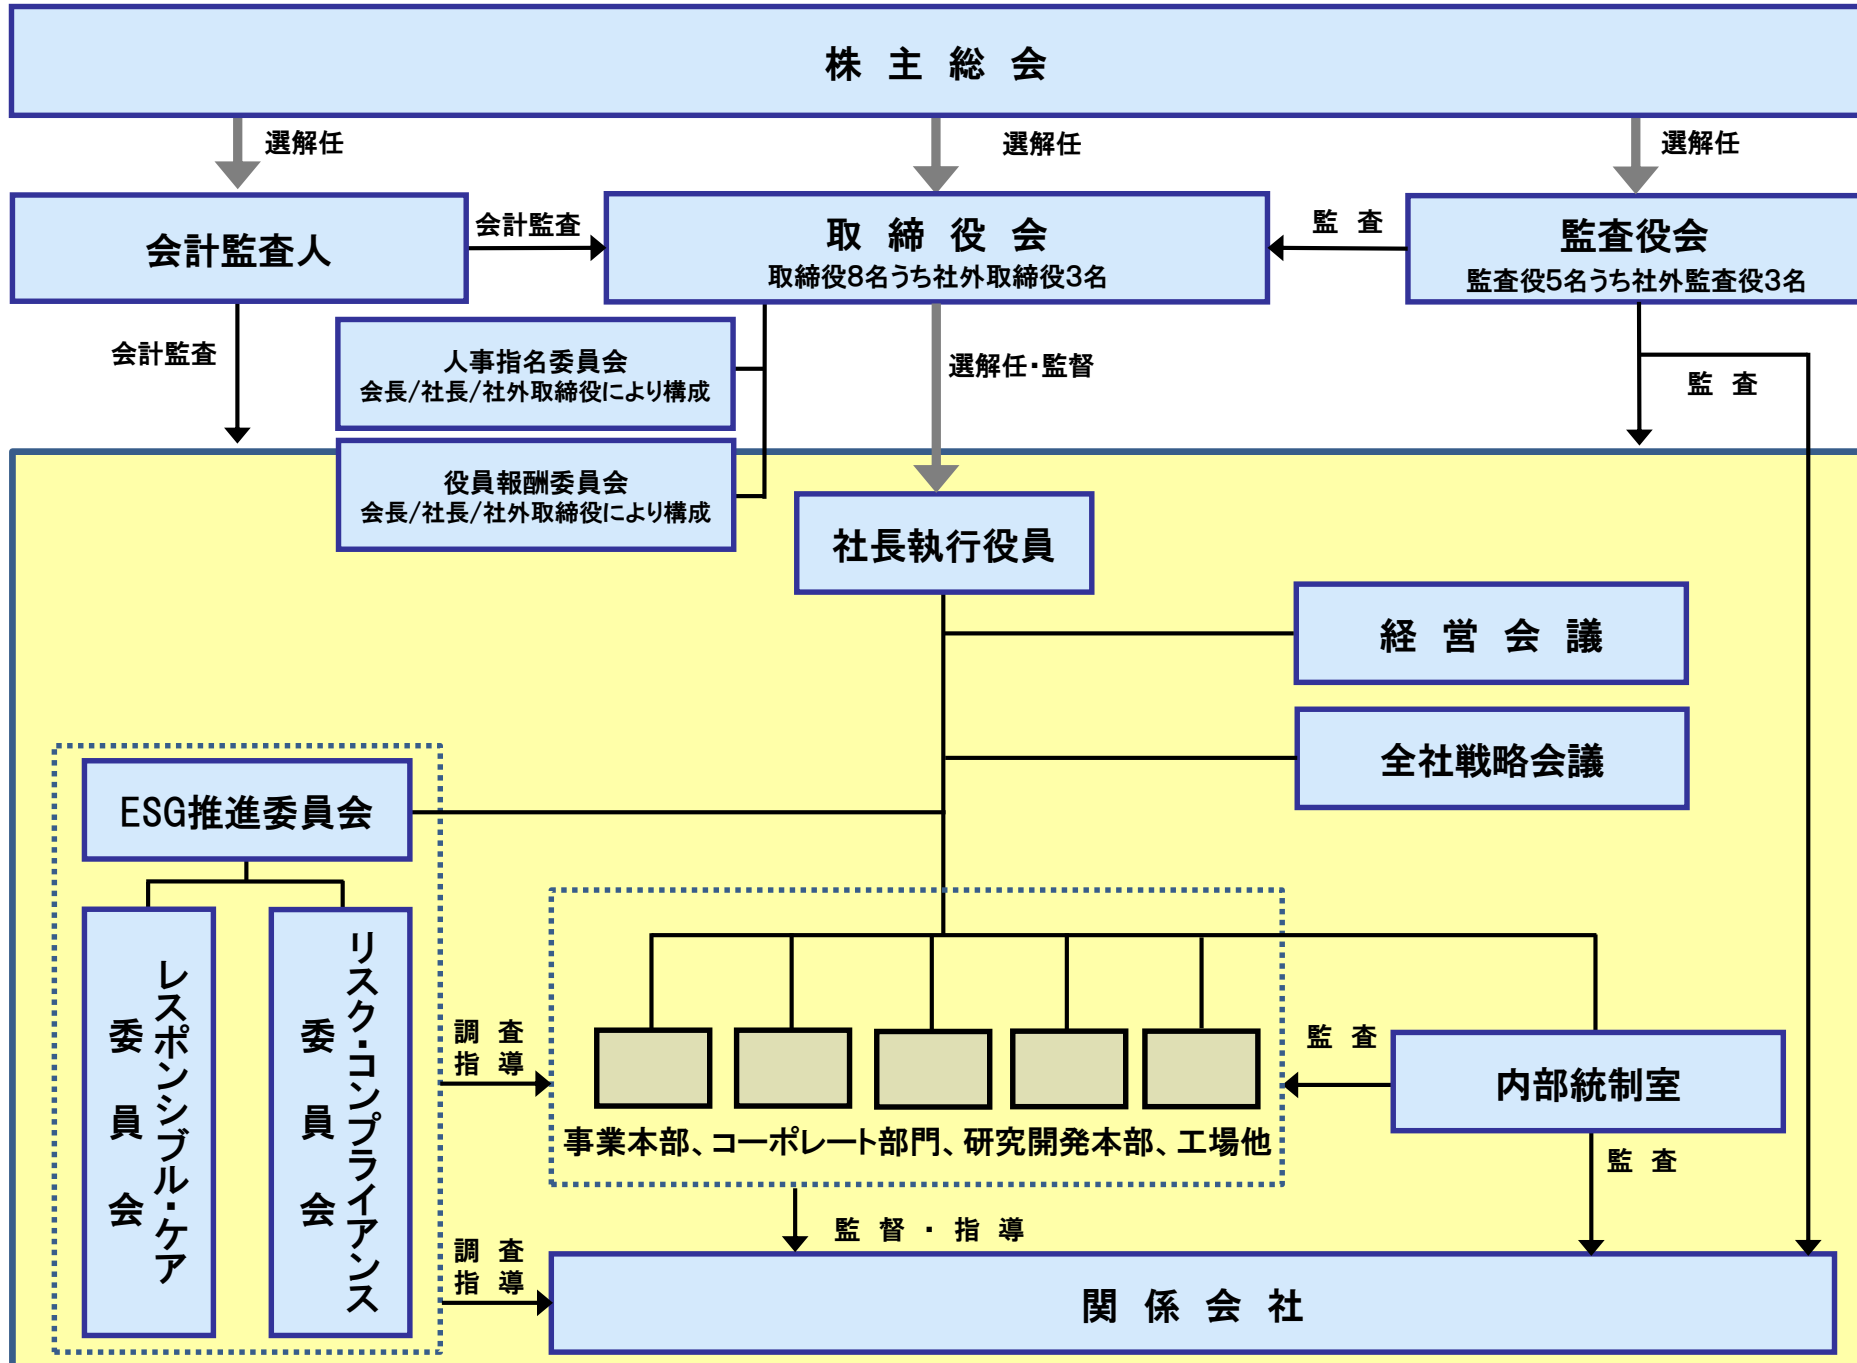 株主総会
選解任
選解任
選解任
会計監査人
会計監査
取締役会
取締役8名うち社外取締役3名
監査
監査役会
監査役5名うち社外監査役3名
会計監査
人事指名委員会
会長/社長/社外取締役により構成
選解任・監督
監査
役員報酬委員会
会長/社長/社外取締役により構成
社長執行役員
経営会議
全社戦略会議
ESG推進委員会
レスポンシブル・ケア
委員会
リスク・コンプライアンス
委員会
調査
指導
監査
内部統制室
事業本部、コーポレート部門、研究開発本部、工場他
監査
監督・指導
調査
指導
関係会社